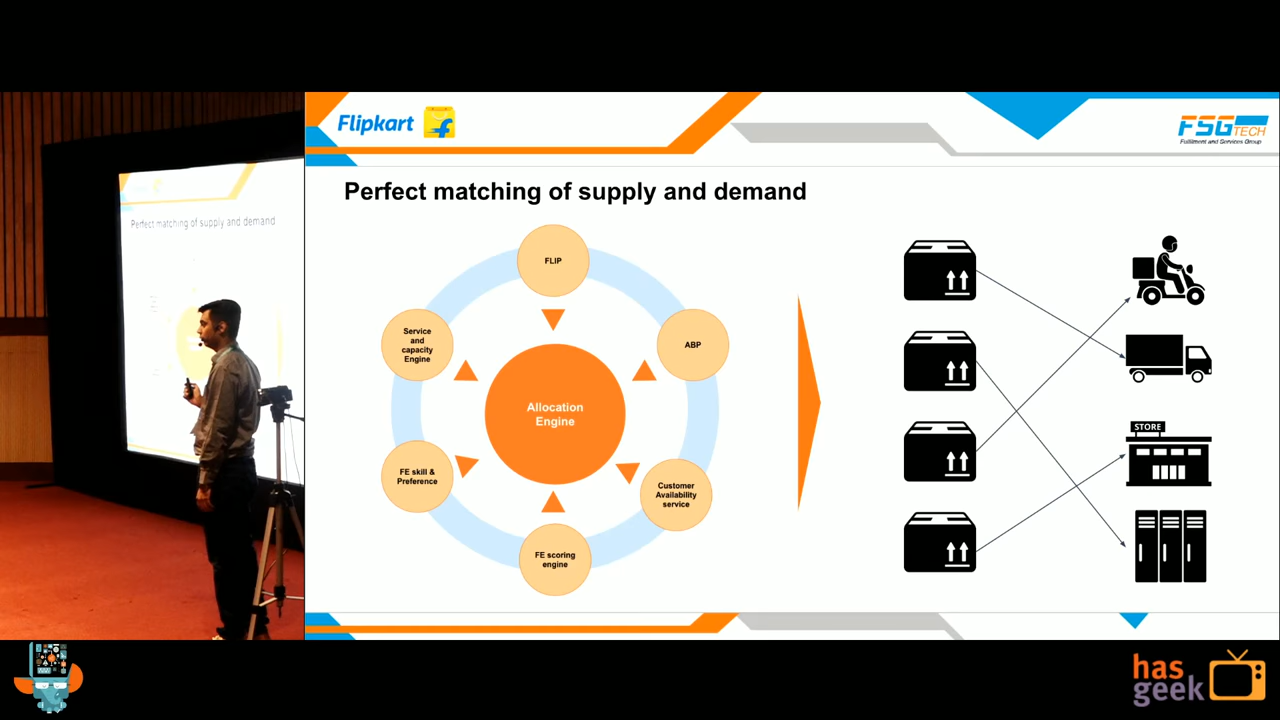 Flipkart
FSG TECH
Fulfilment and Services Group
Perfect matching of supply and demand
Perfect matching of supply and demand
FLIP
Service
and
capacity
Engine
ABP
Allocation
Engine
FE skill &
Preference
Customer
Availability
service
FE scoring
engine
STORE
has
geek